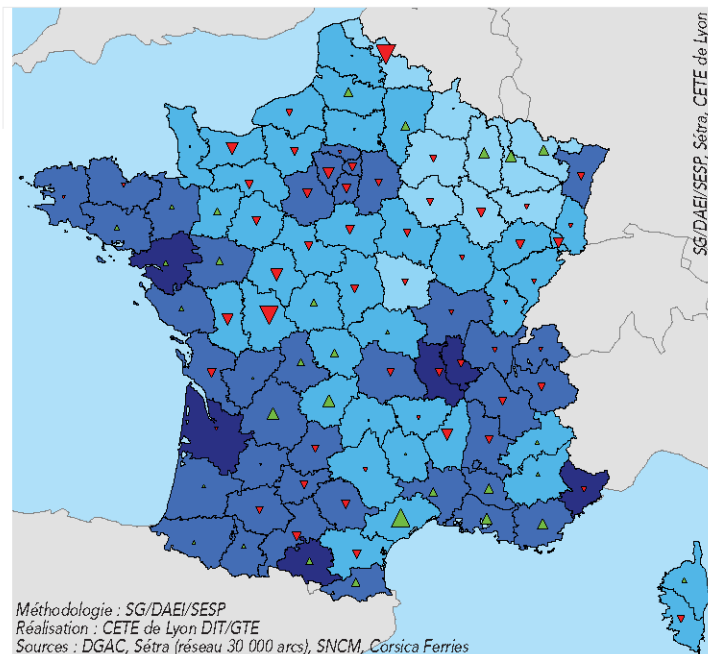 SG/DAEI/SESP, Sétra, CETE de Lyon
Méthodologie : SG/DAEI/SESP
Réalisation : CETE de Lyon DIT/GTE
Sources : DGAC, Sétra (réseau 30 000 arcs), SNCM, Corsica Ferries